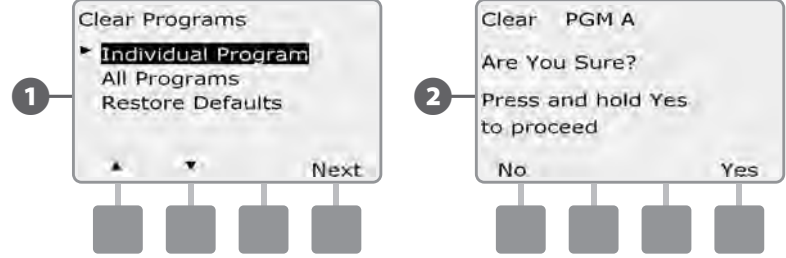 Clear Programs
Individual Program
All Programs
Restore Defaults
Next
1
Clear PGM A
Are You Sure?
Press and hold Yes
to proceed
No Yes
2